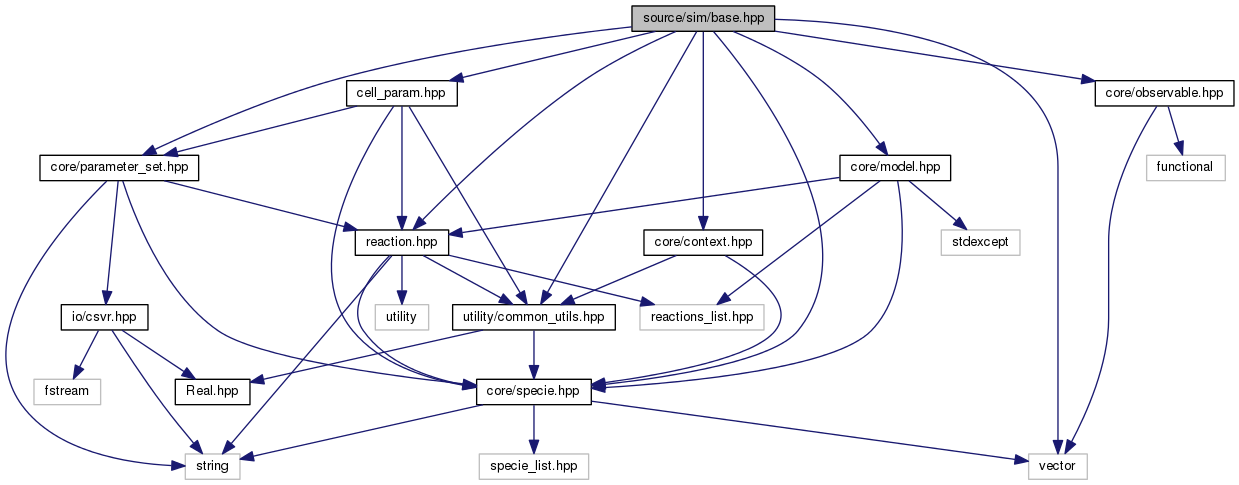 source/sim/base.hpp
cell_param.hpp
core/observable.hpp
core/parameter_set.hpp
core/model.hpp
functional
reaction.hpp
core/context.hpp
stdexcept
io/csvr.hpp
utility
utility/common_utils.hpp
reactions_list.hpp
fstream
Real.hpp
core/specie.hpp
string
specie_list.hpp
vector